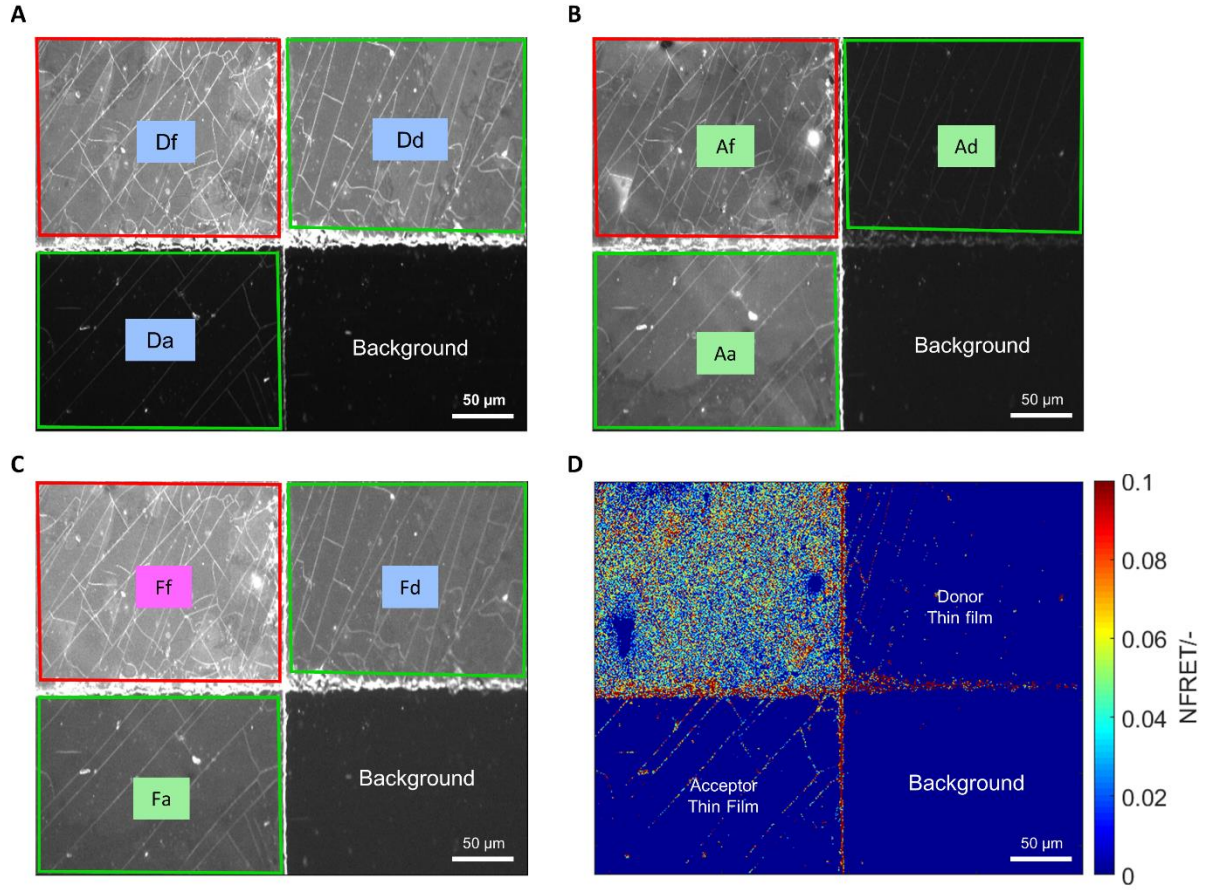 A
Df
Dd
Da
Background
50 μm
B
Af
Ad
Aa
Background
50 μm
C
Ff
Fd
Fa
Background
50 μm
D
Donor
Thin film
Acceptor
Thin Film
Background
50 μm
0.1
0.08
0.06
0.04
0.02
0
NFRET/-